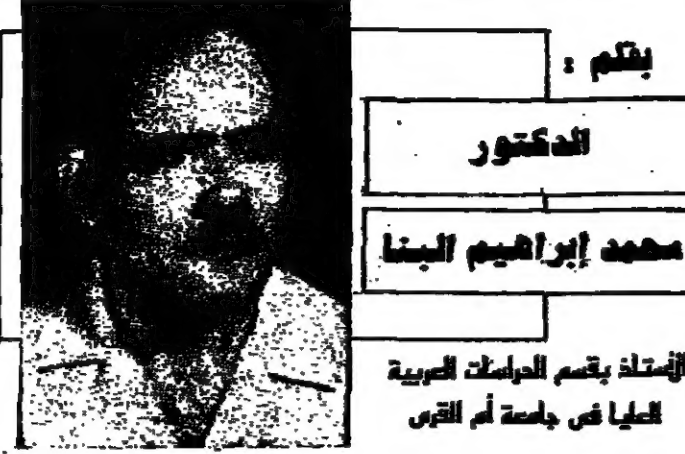 بقلم :
الدكتور
محمد إبراهيم البنا
الأستاذ بقسم الدراسات العربية
العليا في جامعة أم القرى